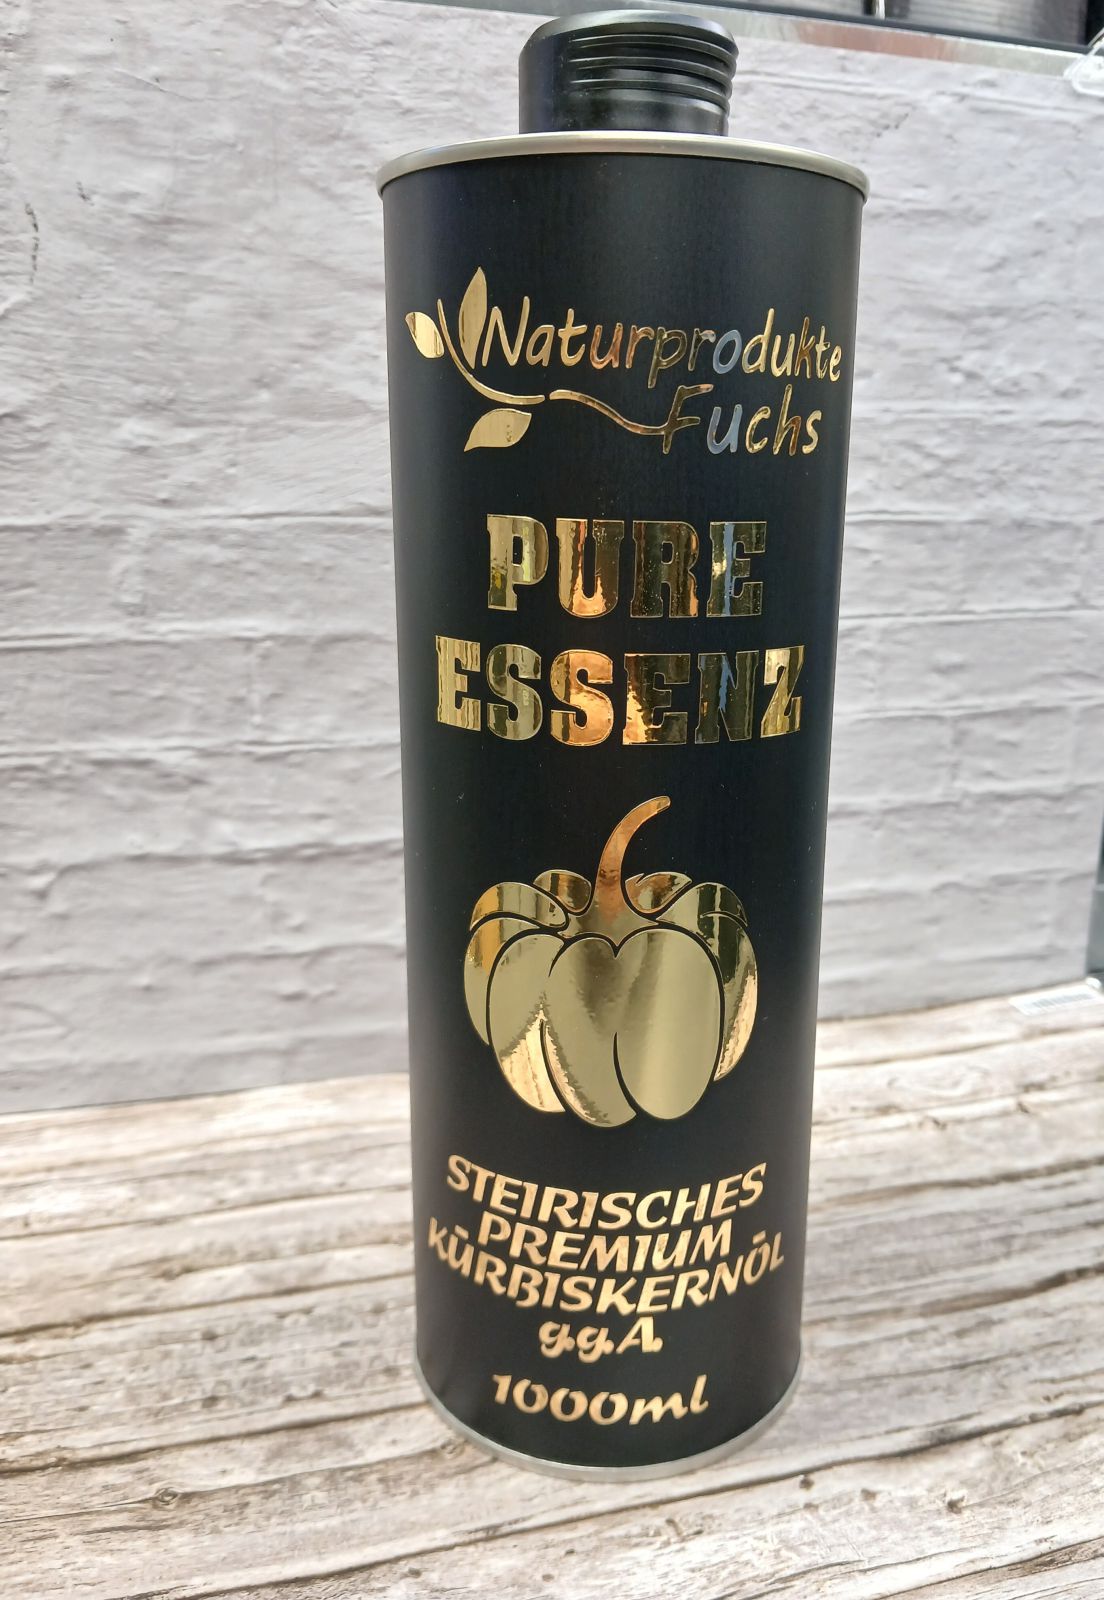 Naturprodukte
Fuchs
PURE
ESSENZ
STEIRISCHES
PREMIUM
KÜRBISKERNÖL
g.g.A.
1000ml